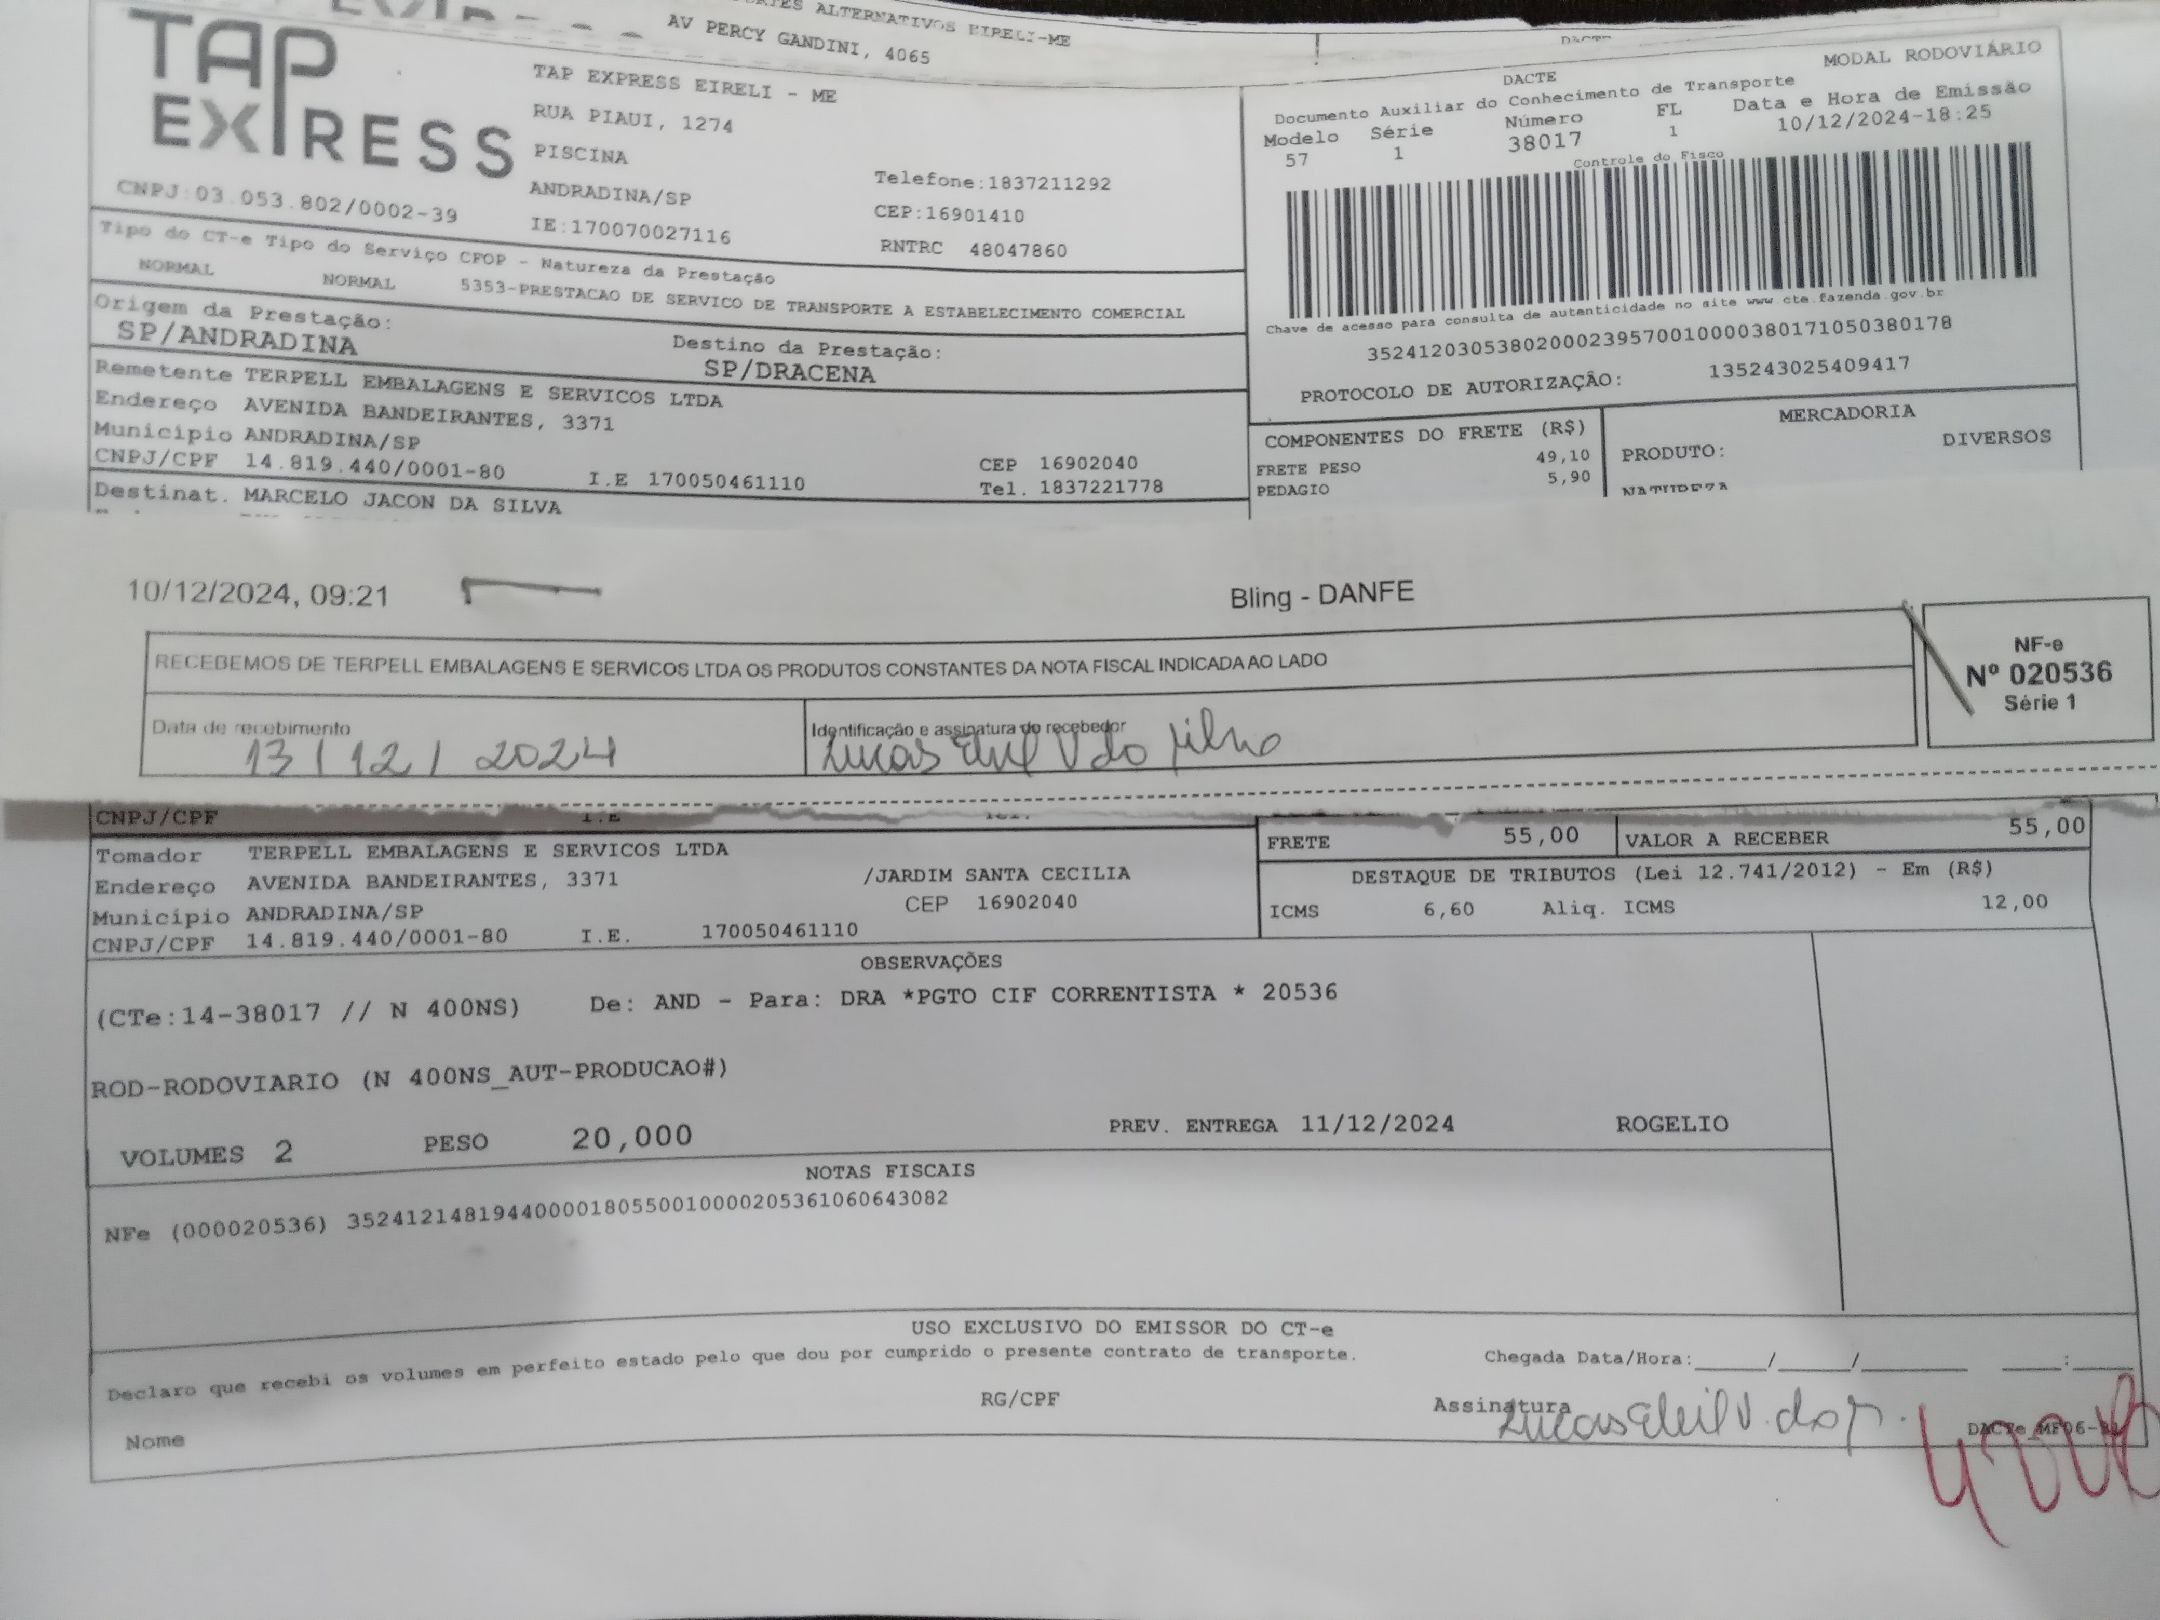 ALTERNATIVOS EIRELI-ME
AV PERCY GANDINI, 4065
TAP
EXPRESS
CNPJ:03.053.802/0002-39
TAP EXPRESS EIRELI - ME
RUA PIAUI, 1274
PISCINA
ANDRADINA/SP
IE:170070027116
Telefone:1837211292
CEP:16901410
RNTRC 48047860
MODAL RODOVIÁRIO
DACTE
Documento Auxiliar do Conhecimento de Transporte
Modelo Série Número FL Data e Hora de Emissão
57 1 38017 1 10/12/2024-18:25
Controle do Fisco
Chave de acesso para consulta de autenticidade no site www.cte.fazenda.gov.br
35241203053802000239570010000380171050380178
PROTOCOLO DE AUTORIZAÇÃO: 135243025409417
Tipo do CT-e Tipo do Serviço CFOP - Natureza da Prestação
NORMAL NORMAL 5353-PRESTACAO DE SERVICO DE TRANSPORTE A ESTABELECIMENTO COMERCIAL
Origem da Prestação: Destino da Prestação:
SP/ANDRADINA SP/DRACENA
Remetente TERPELL EMBALAGENS E SERVICOS LTDA
Endereço AVENIDA BANDEIRANTES, 3371
Município ANDRADINA/SP CEP 16902040
CNPJ/CPF 14.819.440/0001-80 I.E 170050461110 Tel. 1837221778
Destinat. MARCELO JACON DA SILVA
COMPONENTES DO FRETE (R$)
FRETE PESO 49,10
PEDAGIO 5,90
MERCADORIA
PRODUTO: DIVERSOS
NATUREZA
10/12/2024, 09:21 Bling - DANFE
RECEBEMOS DE TERPELL EMBALAGENS E SERVICOS LTDA OS PRODUTOS CONSTANTES DA NOTA FISCAL INDICADA AO LADO
Data de recebimento
13/12/2024
Identificação e assinatura do recebedor
Lucas
NF-e
Nº 020536
Série 1
CNPJ/CPF I.E
Tomador TERPELL EMBALAGENS E SERVICOS LTDA
Endereço AVENIDA BANDEIRANTES, 3371 /JARDIM SANTA CECILIA
Município ANDRADINA/SP CEP 16902040
CNPJ/CPF 14.819.440/0001-80 I.E. 170050461110
FRETE 55,00 VALOR A RECEBER 55,00
DESTAQUE DE TRIBUTOS (Lei 12.741/2012) - Em (R$)
ICMS 6,60 Aliq. ICMS 12,00
OBSERVAÇÕES
(CTe:14-38017 // N 400NS) De: AND - Para: DRA *PGTO CIF CORRENTISTA * 20536
ROD-RODOVIARIO (N 400NS_AUT-PRODUCAO#)
VOLUMES 2 PESO 20,000 PREV. ENTREGA 11/12/2024 ROGELIO
NOTAS FISCAIS
NFe (000020536) 35241214819440000180550010000205361060643082
USO EXCLUSIVO DO EMISSOR DO CT-e
Declaro que recebi os volumes em perfeito estado pelo que dou por cumprido o presente contrato de transporte. Chegada Data/Hora:____/____/______ ___:___
Nome RG/CPF Assinatura Lucas